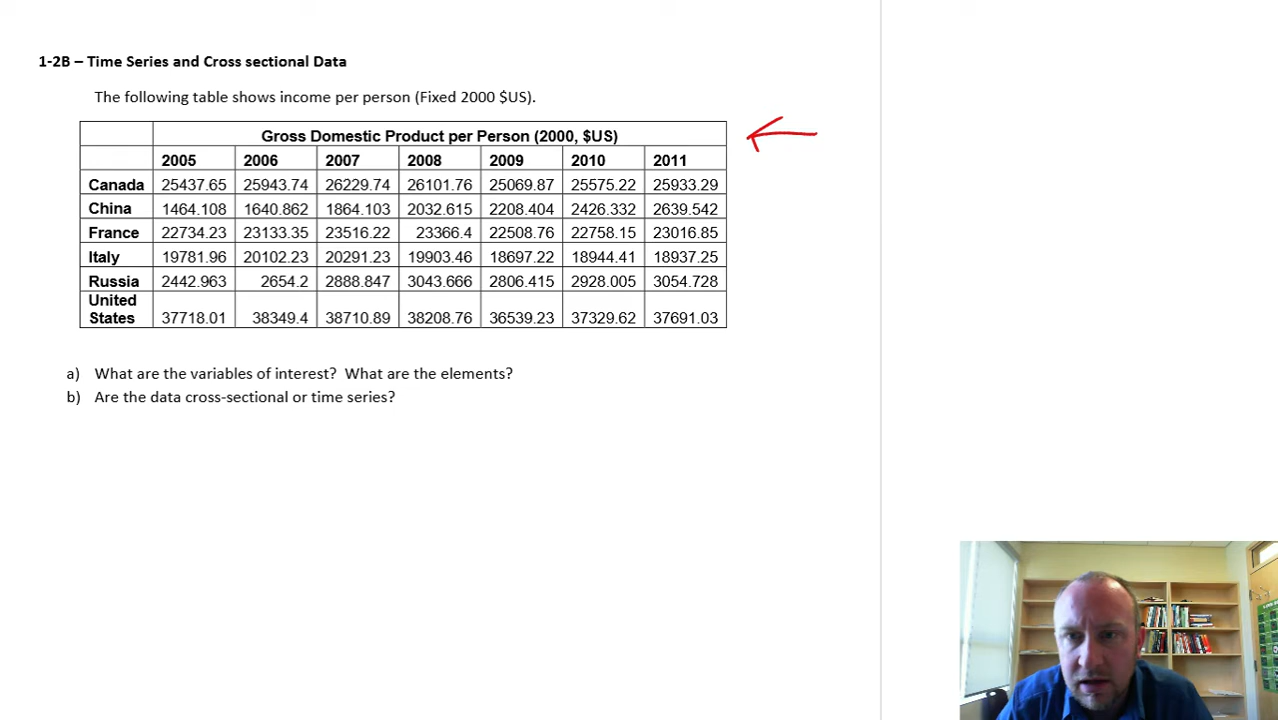 1-2B – Time Series and Cross sectional Data
The following table shows income per person (Fixed 2000 $US).
Gross Domestic Product per Person (2000, $US)
2005 2006 2007 2008 2009 2010 2011
Canada 25437.65 25943.74 26229.74 26101.76 25069.87 25575.22 25933.29
China 1464.108 1640.862 1864.103 2032.615 2208.404 2426.332 2639.542
France 22734.23 23133.35 23516.22 23366.4 22508.76 22758.15 23016.85
Italy 19781.96 20102.23 20291.23 19903.46 18697.22 18944.41 18937.25
Russia 2442.963 2654.2 2888.847 3043.666 2806.415 2928.005 3054.728
United
States 37718.01 38349.4 38710.89 38208.76 36539.23 37329.62 37691.03
a) What are the variables of interest? What are the elements?
b) Are the data cross-sectional or time series?